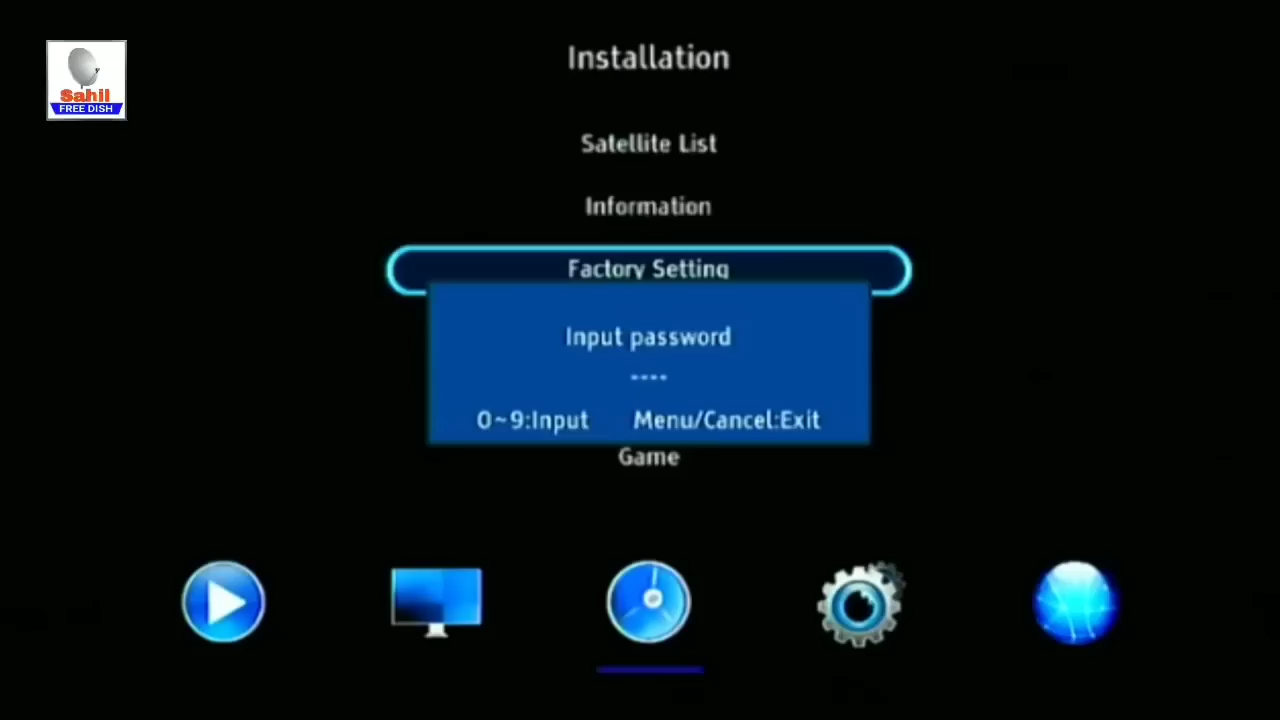 Installation
Sahil
FREE DISH
Satellite List
Information
Factory Setting
Input password
----
0~9:Input Menu/Cancel:Exit
Game